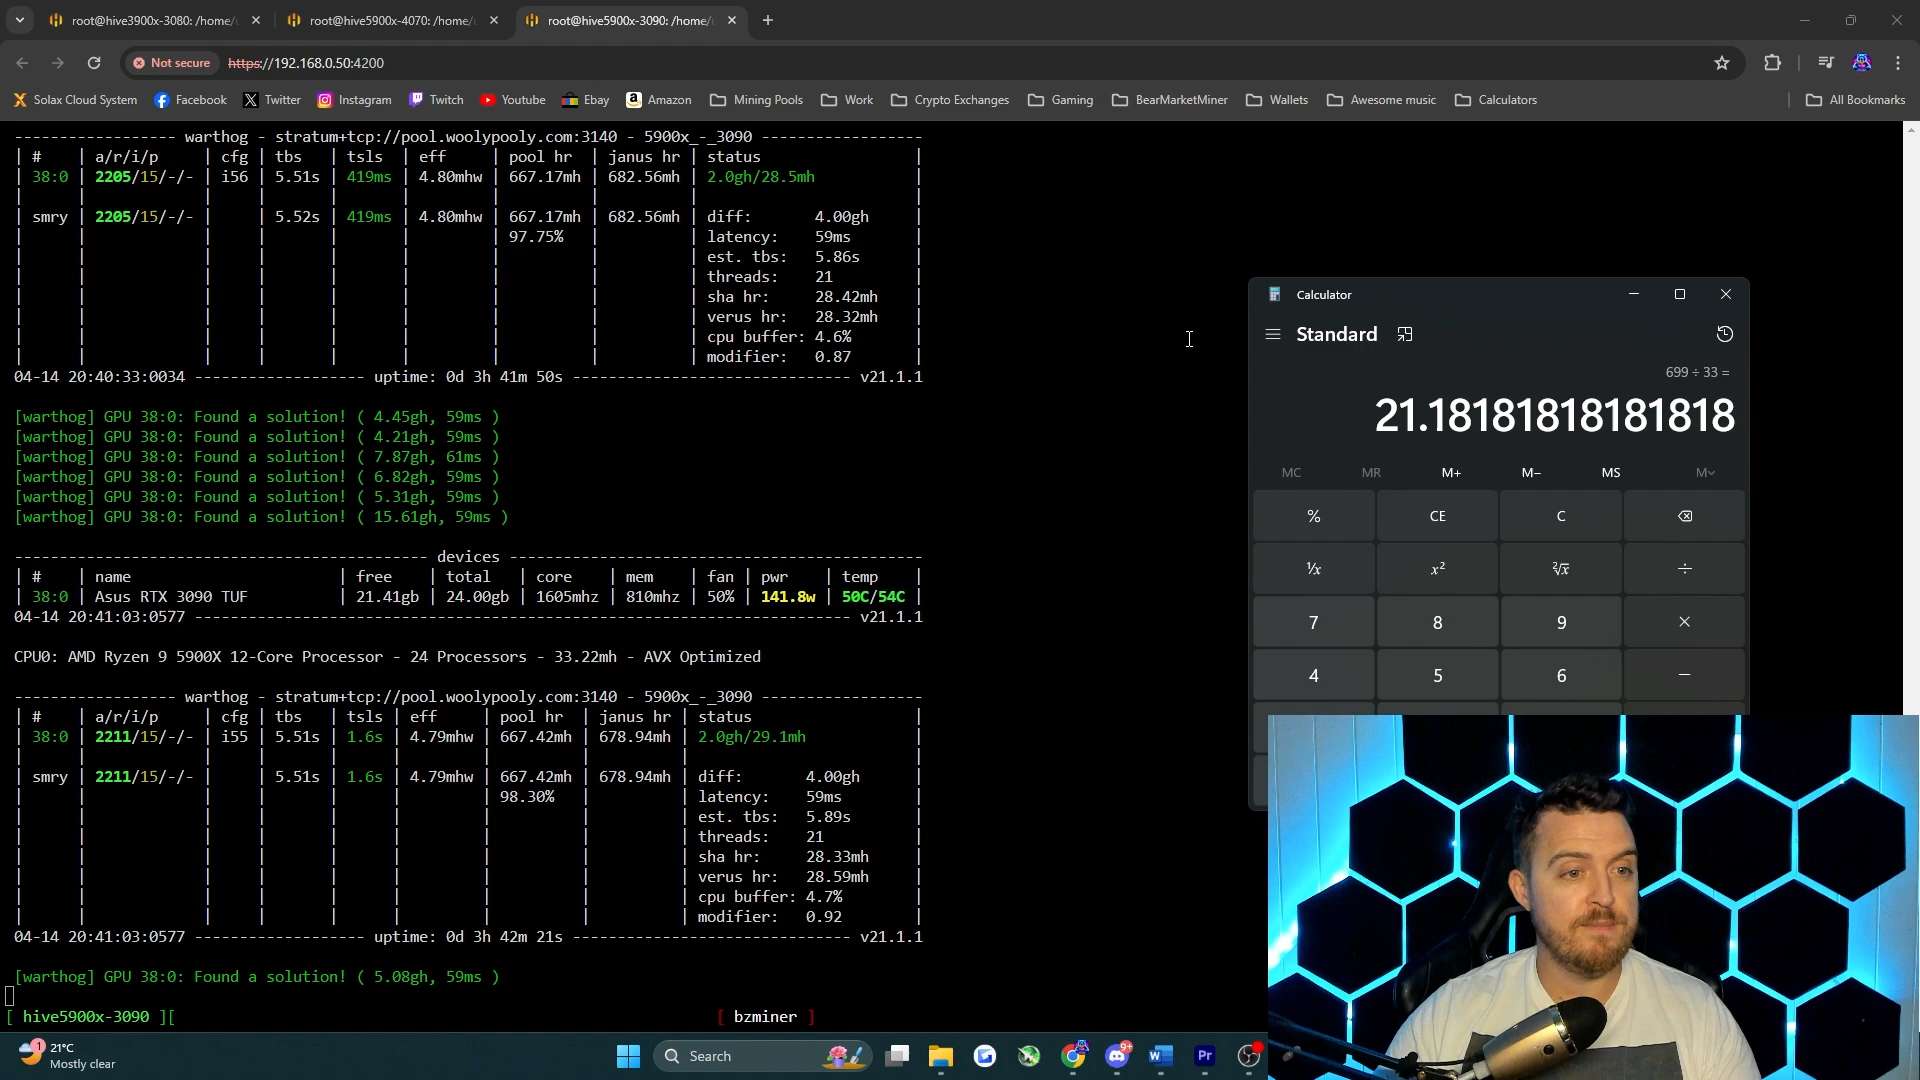 root@hive3900x-3080: /home/u
root@hive5900x-4070: /home/u
root@hive5900x-3090: /home/u
Not secure
https://192.168.0.50:4200
Solax Cloud System
Facebook
Twitter
Instagram
Twitch
Youtube
Ebay
Amazon
Mining Pools
Work
Crypto Exchanges
Gaming
BearMarketMiner
Wallets
Awesome music
Calculators
All Bookmarks
------------------ warthog - stratum+tcp://pool.woolypooly.com:3140 - 5900x_-_3090 ------------------
| # | a/r/i/p | cfg | tbs | tsls | eff | pool hr | janus hr | status |
| 38:0 | 2205/15/-/- | i56 | 5.51s | 419ms | 4.80mhw | 667.17mh | 682.56mh | 2.0gh/28.5mh |
| smry | 2205/15/-/- | | 5.52s | 419ms | 4.80mhw | 667.17mh | 682.56mh | diff: 4.00gh |
| | | | | | | 97.75% | | latency: 59ms |
| | | | | | | | | est. tbs: 5.86s |
| | | | | | | | | threads: 21 |
| | | | | | | | | sha hr: 28.42mh |
| | | | | | | | | verus hr: 28.32mh |
| | | | | | | | | cpu buffer: 4.6% |
| | | | | | | | | modifier: 0.87 |
04-14 20:40:33:0034 ------------------- uptime: 0d 3h 41m 50s ------------------------------- v21.1.1
[warthog] GPU 38:0: Found a solution! ( 4.45gh, 59ms )
[warthog] GPU 38:0: Found a solution! ( 4.21gh, 59ms )
[warthog] GPU 38:0: Found a solution! ( 7.87gh, 61ms )
[warthog] GPU 38:0: Found a solution! ( 6.82gh, 59ms )
[warthog] GPU 38:0: Found a solution! ( 5.31gh, 59ms )
[warthog] GPU 38:0: Found a solution! ( 15.61gh, 59ms )
---------------------------------------------- devices ----------------------------------------------
| # | name | free | total | core | mem | fan | pwr | temp |
| 38:0 | Asus RTX 3090 TUF | 21.41gb | 24.00gb | 1605mhz | 810mhz | 50% | 141.8w | 50C/54C |
04-14 20:41:03:0577 ------------------------------------------------------------------------- v21.1.1
CPU0: AMD Ryzen 9 5900X 12-Core Processor - 24 Processors - 33.22mh - AVX Optimized
------------------ warthog - stratum+tcp://pool.woolypooly.com:3140 - 5900x_-_3090 ------------------
| # | a/r/i/p | cfg | tbs | tsls | eff | pool hr | janus hr | status |
| 38:0 | 2211/15/-/- | i55 | 5.51s | 1.6s | 4.79mhw | 667.42mh | 678.94mh | 2.0gh/29.1mh |
| smry | 2211/15/-/- | | 5.51s | 1.6s | 4.79mhw | 667.42mh | 678.94mh | diff: 4.00gh |
| | | | | | | 98.30% | | latency: 59ms |
| | | | | | | | | est. tbs: 5.89s |
| | | | | | | | | threads: 21 |
| | | | | | | | | sha hr: 28.33mh |
| | | | | | | | | verus hr: 28.59mh |
| | | | | | | | | cpu buffer: 4.7% |
| | | | | | | | | modifier: 0.92 |
04-14 20:41:03:0577 ------------------- uptime: 0d 3h 42m 21s ------------------------------- v21.1.1
[warthog] GPU 38:0: Found a solution! ( 5.08gh, 59ms )
[ hive5900x-3090 ][ [ bzminer ]
Calculator
Standard
699 ÷ 33 =
21.18181818181818
MC MR M+ M− MS M˅
% CE C
⅟x x² ²√x ÷
7 8 9 ×
4 5 6 −
1
21°C
Mostly clear
Search
9+
W
Pr